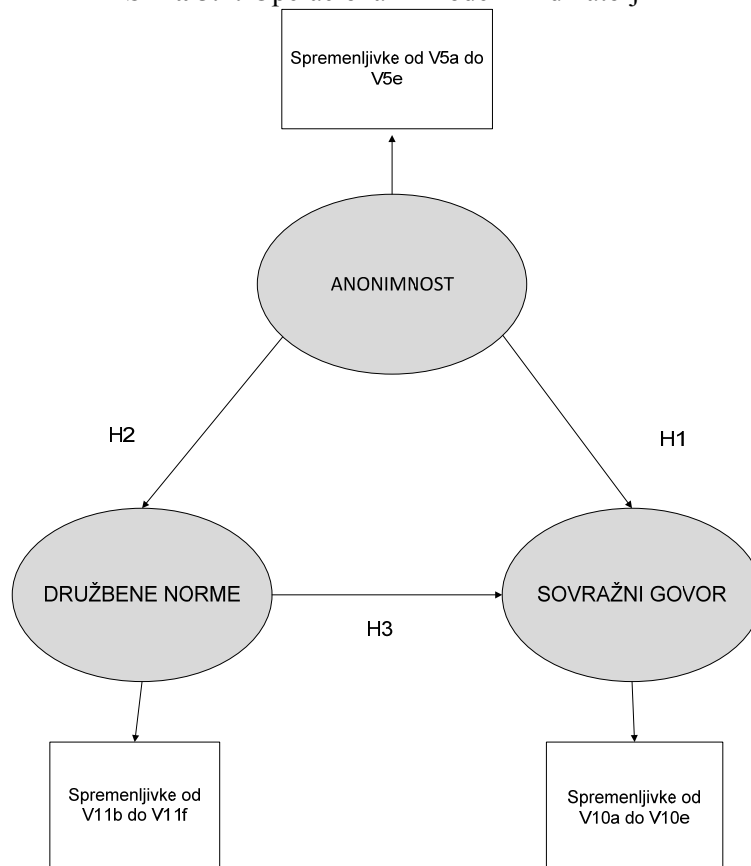 Spremenljivke od V5a do
V5e
ANONIMNOST
H2
H1
DRUŽBENE NORME
SOVRAŽNI GOVOR
H3
Spremenljivke od
V11b do V11f
Spremenljivke od
V10a do V10e